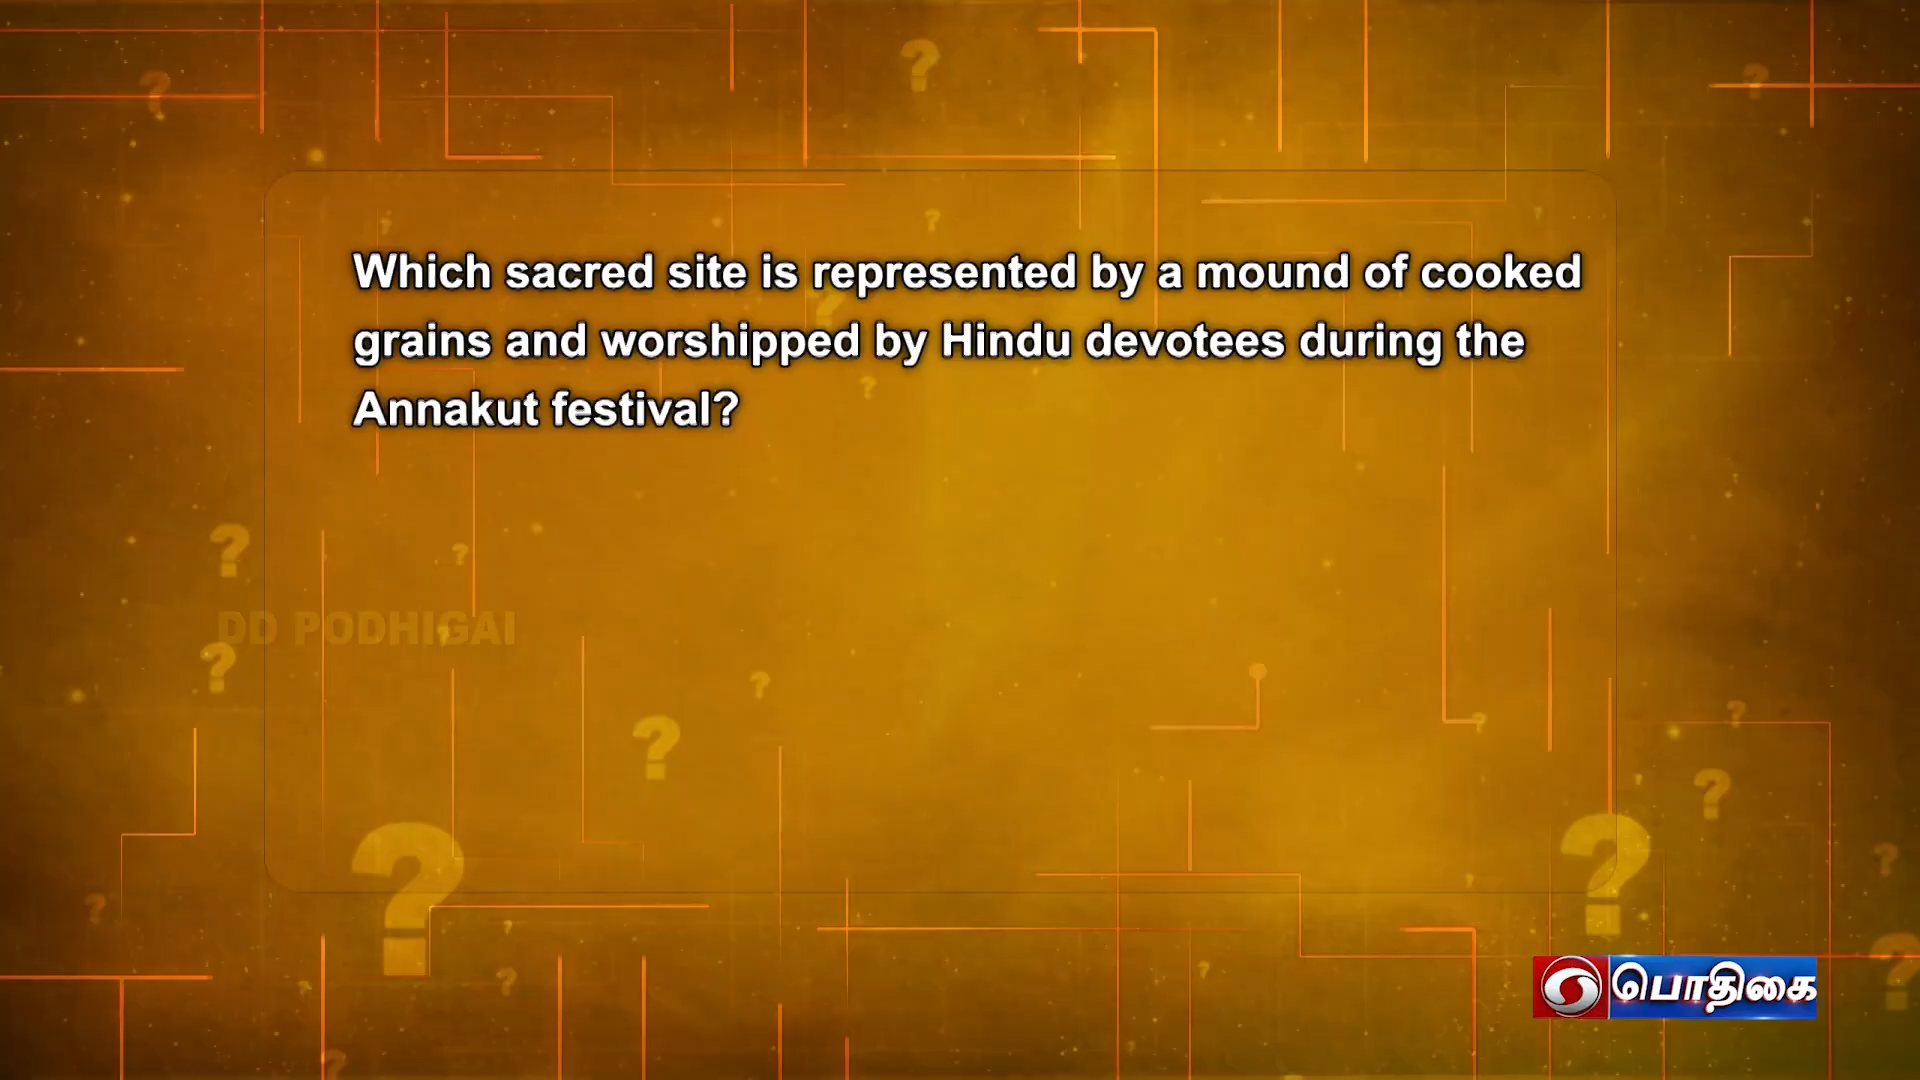 Which sacred site is represented by a mound of cooked
grains and worshipped by Hindu devotees during the
Annakut festival?
DD PODHIGAI
பொதிகை